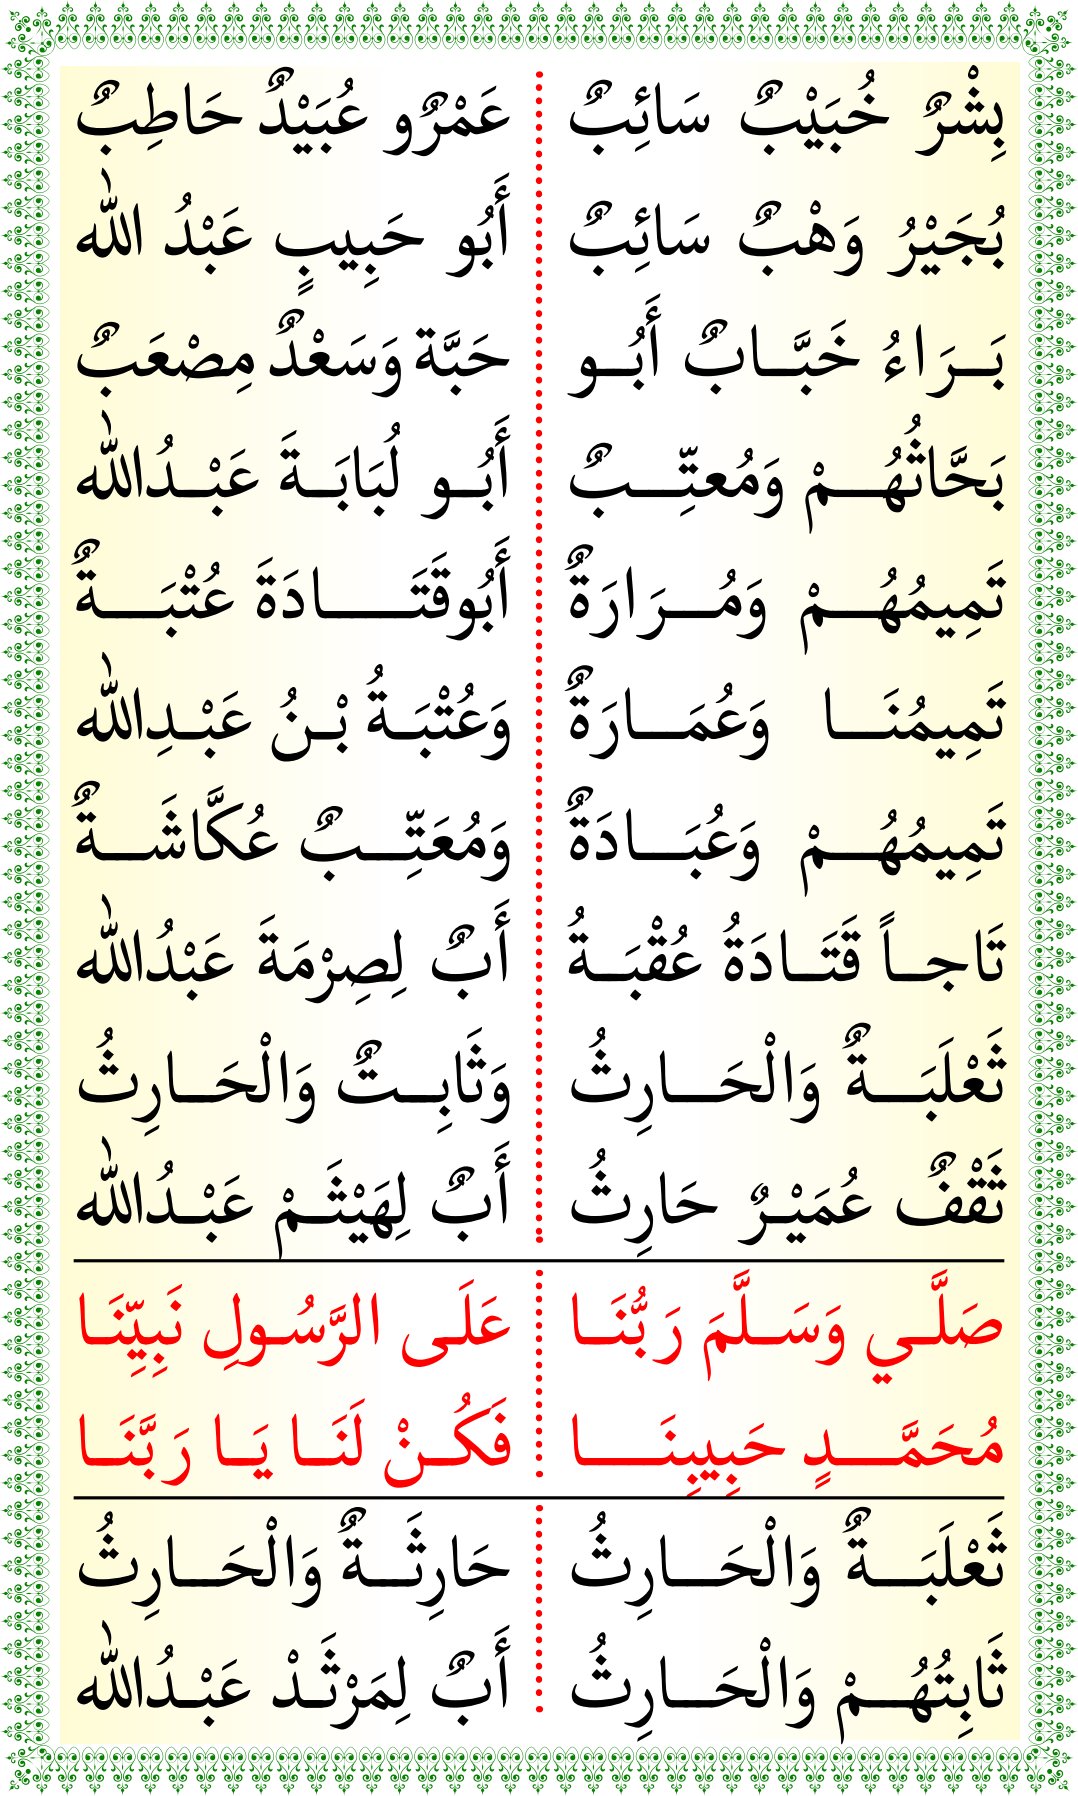 بِشْرٌ خُبَيْبٌ سَائِبٌ عَمْرٌو عُبَيْدٌ حَاطِبٌ
بُجَيْرُ وَهْبٌ سَائِبٌ أَبُو حَبِيبٍ عَبْدُ الله
بَرَاءُ خَبَّابٌ أَبُو حَبَّة وَسَعْدٌ مِصْعَبٌ
بَحَّاثُهُمْ وَمُعتِّبٌ أَبُو لُبَابَةَ عَبْدُالله
تَمِيمُهُمْ وَمُرَارَةٌ أَبُوقَتَادَةَ عُتْبَةٌ
تَمِيمُنَا وَعُمَارَةٌ وَعُتْبَةُ بْنُ عَبْدِالله
تَمِيمُهُمْ وَعُبَادَةٌ وَمُعَتِّبٌ عُكَّاشَةٌ
تَاجاً قَتَادَةُ عُقْبَةُ أَبٌ لِصِرْمَةَ عَبْدُالله
ثَعْلَبَةٌ وَالْحَارِثُ وَثَابِتٌ وَالْحَارِثُ
ثَقْفٌ عُمَيْرٌ حَارِثُ أَبٌ لِهَيْثَمْ عَبْدُالله
صَلَّي وَسَلَّمَ رَبُّنَا عَلَى الرَّسُولِ نَبِيِّنَا
مُحَمَّدٍ حَبِيبِنَا فَكُنْ لَنَا يَا رَبَّنَا
ثَعْلَبَةٌ وَالْحَارِثُ حَارِثَةٌ وَالْحَارِثُ
ثَابِتُهُمْ وَالْحَارِثُ أَبٌ لِمَرْثَدْ عَبْدُالله